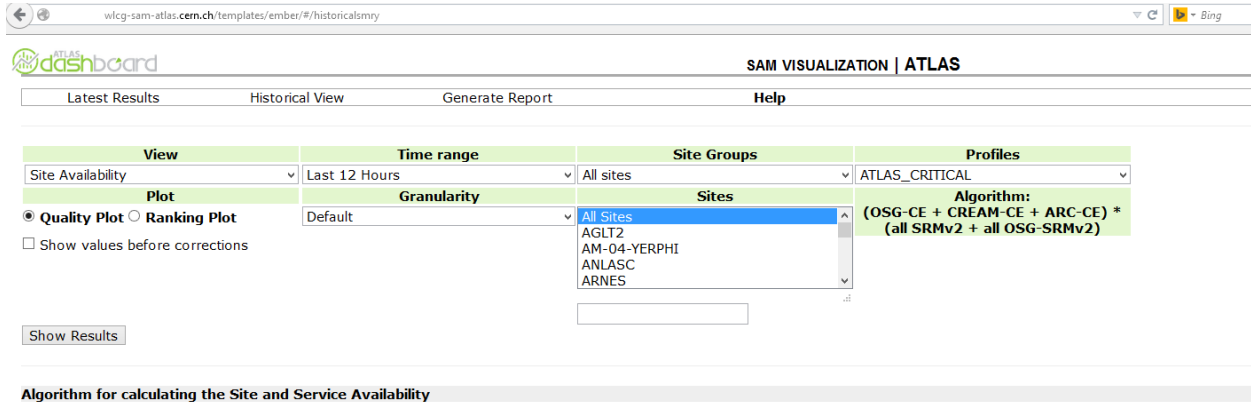 wlcg-sam-atlas.cern.ch/templates/ember/#/historicalsmry
Bing
ATLAS
dashboard
SAM VISUALIZATION | ATLAS
Latest Results Historical View Generate Report Help
View Time range Site Groups Profiles
Site Availability Last 12 Hours All sites ATLAS_CRITICAL
Plot Granularity Sites Algorithm:
Quality Plot Ranking Plot Default All Sites (OSG-CE + CREAM-CE + ARC-CE) *
(all SRMv2 + all OSG-SRMv2)
Show values before corrections AGLT2
AM-04-YERPHI
ANLASC
ARNES
Show Results
Algorithm for calculating the Site and Service Availability